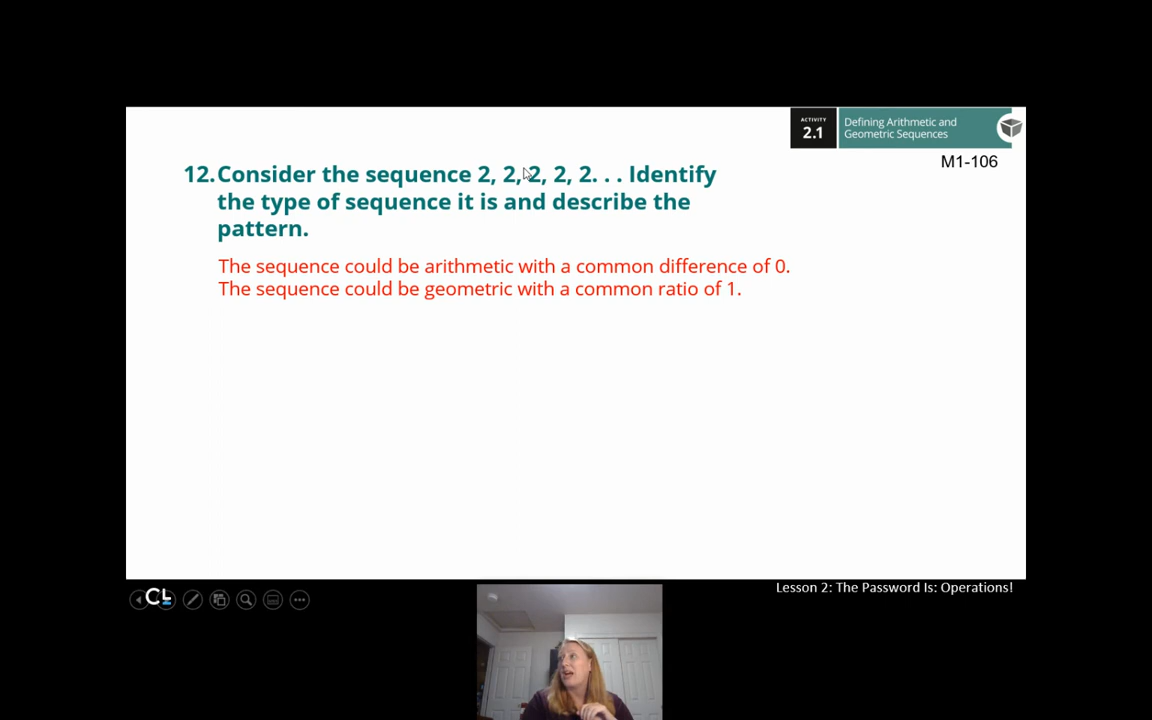 ACTIVITY
2.1
Defining Arithmetic and
Geometric Sequences
M1-106
12. Consider the sequence 2, 2, 2, 2, 2. . . Identify
the type of sequence it is and describe the
pattern.
The sequence could be arithmetic with a common difference of 0.
The sequence could be geometric with a common ratio of 1.
Lesson 2: The Password Is: Operations!
CL